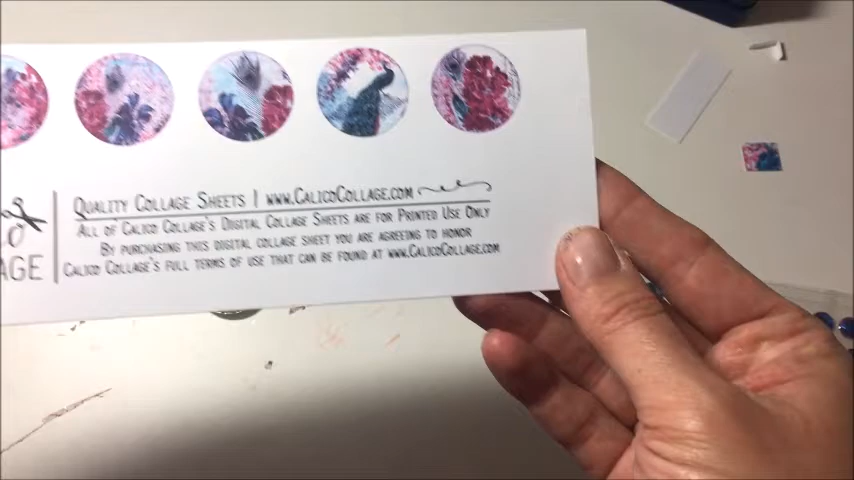 Quality Collage Sheets | www.CalicoCollage.com
All of Calico Collage's Digital Collage Sheets are for Printed Use Only
By purchasing this digital collage sheet you are agreeing to honor
Calico Collage's full terms of use that can be found at www.CalicoCollage.com
AGE